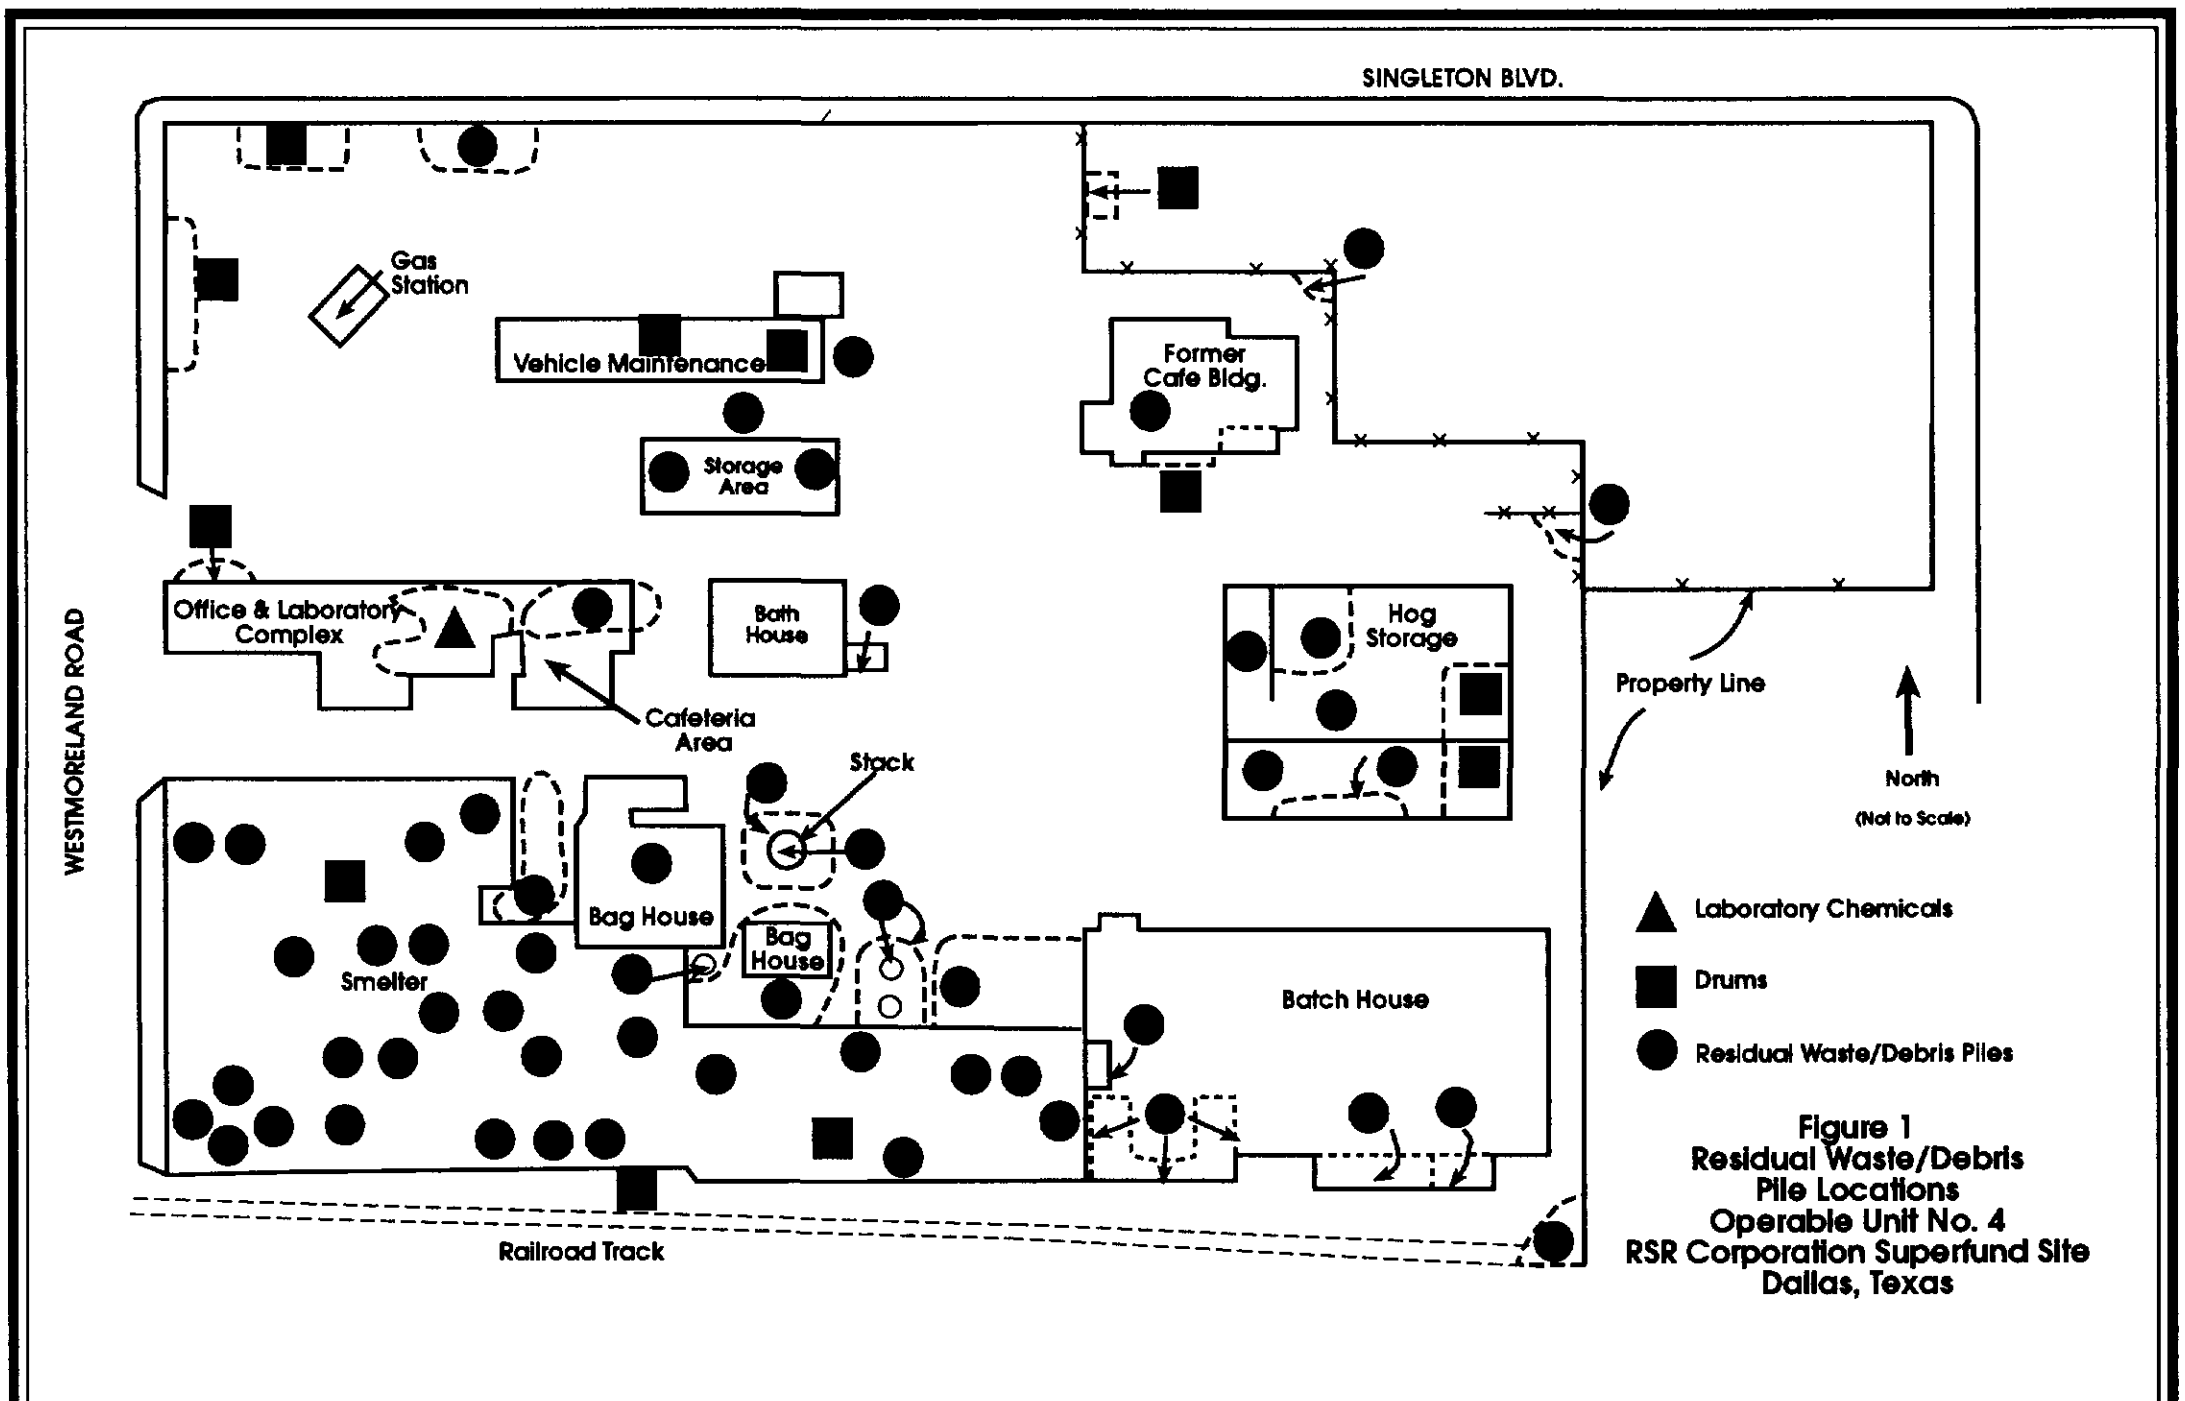 SINGLETON BLVD.
Gas
Station
Vehicle Maintenance
Former
Cafe Bldg.
Storage
Area
Office & Laboratory
Complex
Bath
House
Hog
Storage
WESTMORELAND ROAD
Property Line
Cafeteria
Area
Stack
North
(Not to Scale)
Bag House
Bag
House
Smelter
Batch House
Laboratory Chemicals
Drums
Residual Waste/Debris Piles
Railroad Track
Figure 1
Residual Waste/Debris
Pile Locations
Operable Unit No. 4
RSR Corporation Superfund Site
Dallas, Texas